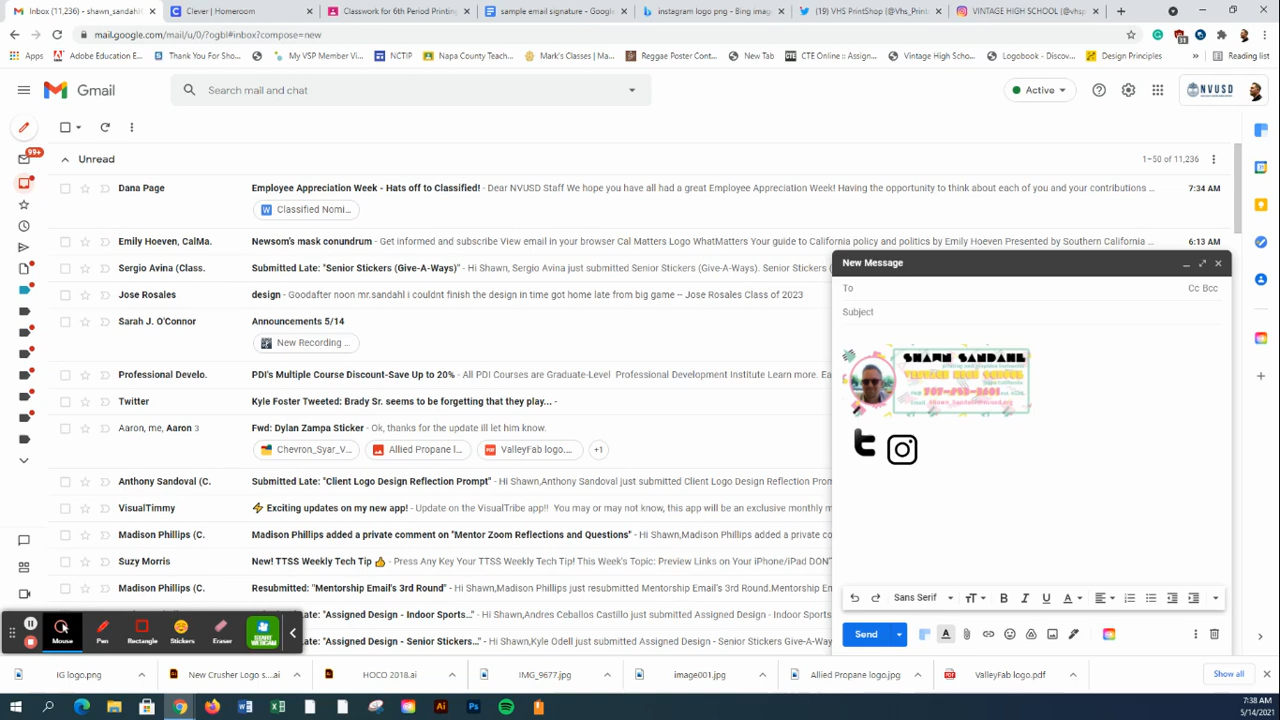 Inbox (11,236) - shawn_sandahl
Clever | Homeroom
Classwork for 6th Period Printing
sample email signature - Google
instagram logo png - Bing imag
(19) VHS PrintShop (@Vhs_Prin
VINTAGE HIGH SCHOOL (@vhsp
mail.google.com/mail/u/0/?ogbl#inbox?compose=new
Apps
Adobe Education E...
Thank You For Sho...
My VSP Member Vi...
NCTIP
Napa County Teach...
Mark's Classes | Ma...
Reggae Poster Cont...
New Tab
CTE Online :: Assig...
Vintage High Scho...
Logobook - Discov...
Design Principles
Reading list
Gmail
Search mail and chat
Active
NVUSD
99+
Unread
1–50 of 11,236
Dana Page
Employee Appreciation Week - Hats off to Classified! - Dear NVUSD Staff We hope you have all had a great Employee Appreciation Week! Having the opportunity to think about each of you and your contributions ...
7:34 AM
Classified Nomi...
Emily Hoeven, CalMa.
Newsom's mask conundrum - Get informed and subscribe View email in your browser Cal Matters Logo WhatMatters Your guide to California policy and politics by Emily Hoeven Presented by Southern California ...
6:13 AM
Sergio Avina (Class.
Submitted Late: "Senior Stickers (Give-A-Ways)" - Hi Shawn, Sergio Avina just submitted Senior Stickers (Give-A-Ways).
Jose Rosales
design - Goodafter noon mr.sandahl i couldnt finish the design in time got home late from big game -- Jose Rosales Class of 2023
Sarah J. O'Connor
Announcements 5/14
New Recording ...
Professional Develo.
PDI's Multiple Course Discount-Save Up to 20% - All PDI Courses are Graduate-Level Professional Development Institute Learn more.
Twitter
Tom Pelissero Tweeted: Brady Sr. seems to be forgetting that they play... -
Aaron, me, Aaron 3
Fwd: Dylan Zampa Sticker - Ok, thanks for the update ill let him know.
Chevron_Syar_V...
Allied Propane l...
ValleyFab logo....
+1
Anthony Sandoval (C.
Submitted Late: "Client Logo Design Reflection Prompt" - Hi Shawn,Anthony Sandoval just submitted Client Logo Design Reflection Prom
VisualTimmy
Exciting updates on my new app! - Update on the VisualTribe app!! You may or may not know, this app will be an exclusive monthly m
Madison Phillips (C.
Madison Phillips added a private comment on "Mentor Zoom Reflections and Questions" - Hi Shawn,Madison Phillips added a private co
Suzy Morris
New! TTSS Weekly Tech Tip - Press Any Key Your TTSS Weekly Tech Tip! This Week's Topic: Preview Links on Your iPhone/iPad DON'
Madison Phillips (C.
Resubmitted: "Mentorship Email's 3rd Round" - Hi Shawn,Madison Phillips just resubmitted Mentorship Email's 3rd Round
"Assigned Design - Indoor Spor... - Hi Shawn,Andres Ceballos Castillo just submitted Assigned Design - Indoor Sports
"Assigned Design - Senior Stickers..." - Hi Shawn,Kyle Odell just submitted Assigned Design - Senior Stickers
New Message
To
Cc Bcc
Subject
SHAWN SANDAHL
Sans Serif
Send
Mouse
Pen
Rectangle
Stickers
Eraser
START WEBCAM
IG logo.png
New Crusher Logo s....ai
HOCO 2018.ai
IMG_9677.jpg
image001.jpg
Allied Propane logo.jpg
ValleyFab logo.pdf
Show all
7:38 AM
5/14/2021